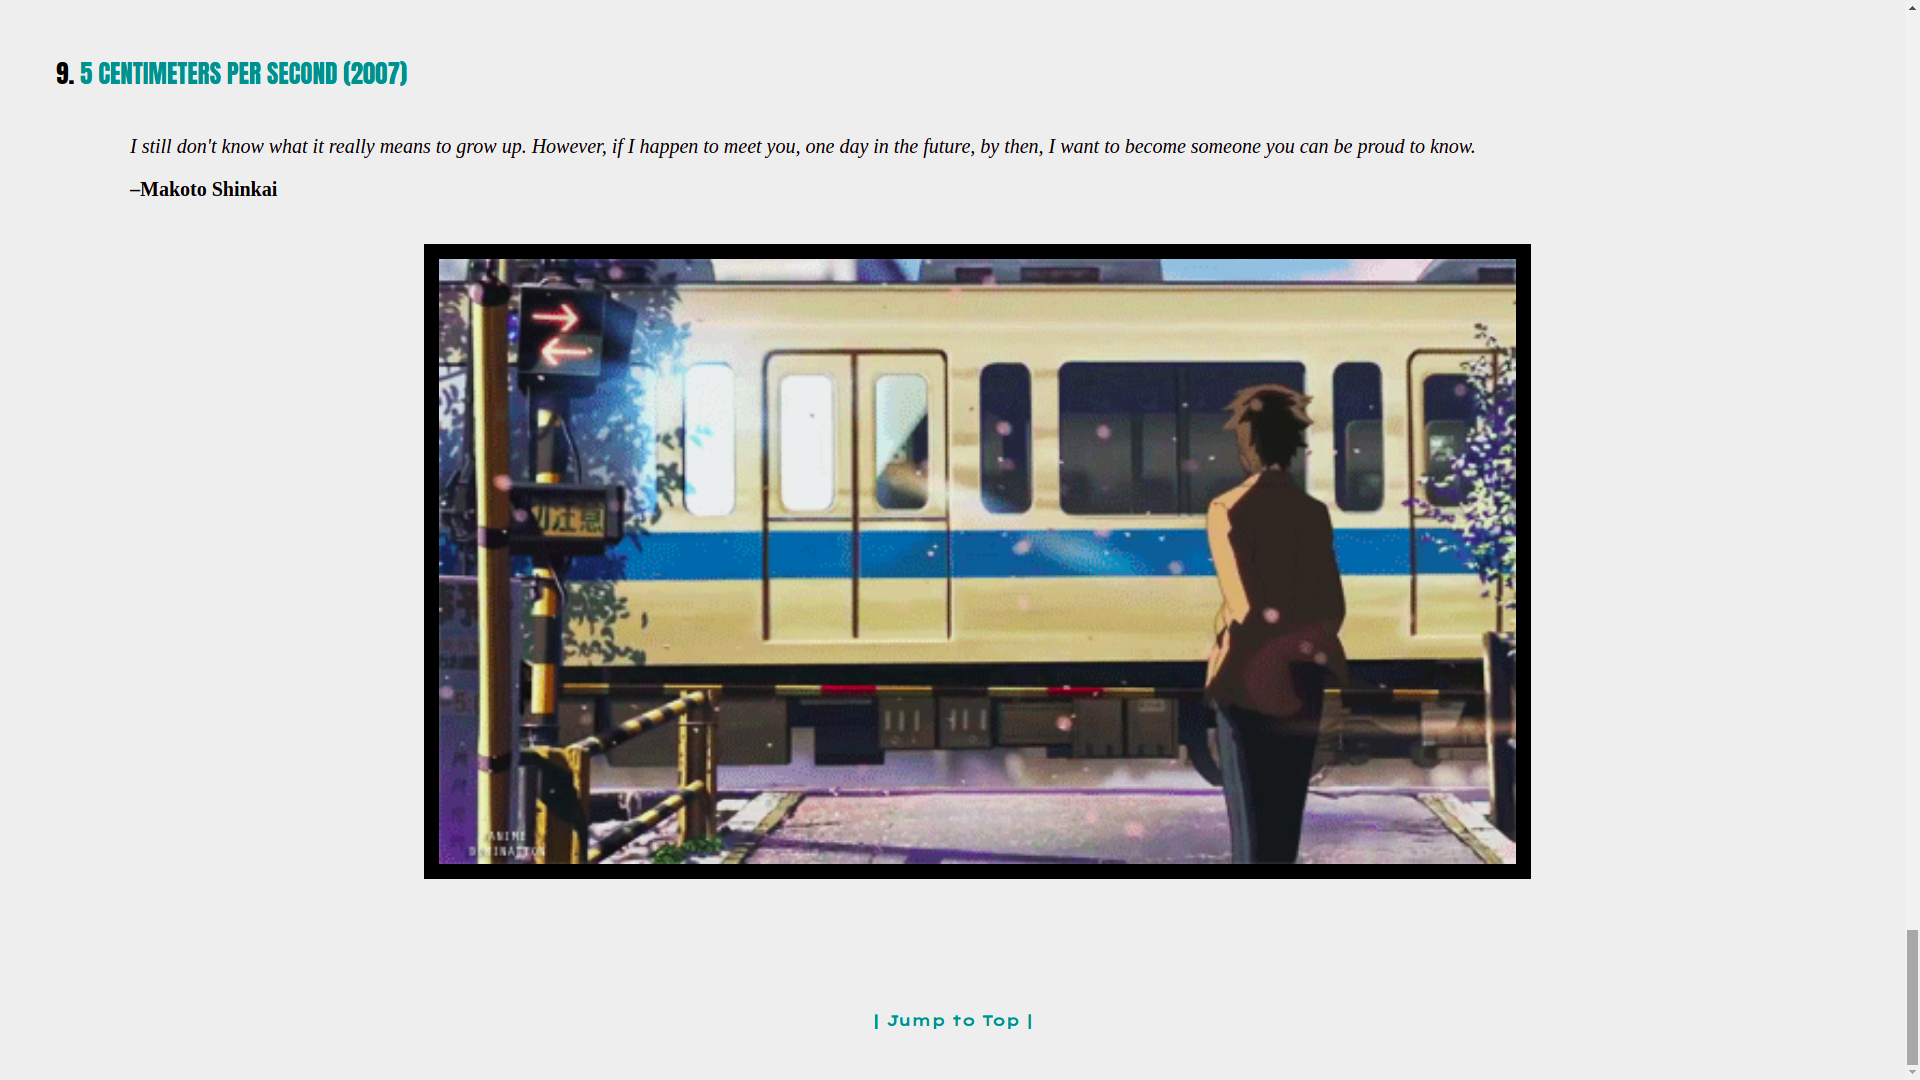 9. 5 CENTIMETERS PER SECOND (2007)
I still don't know what it really means to grow up. However, if I happen to meet you, one day in the future, by then, I want to become someone you can be proud to know.
–Makoto Shinkai
注意
ANIME
| Jump to Top |